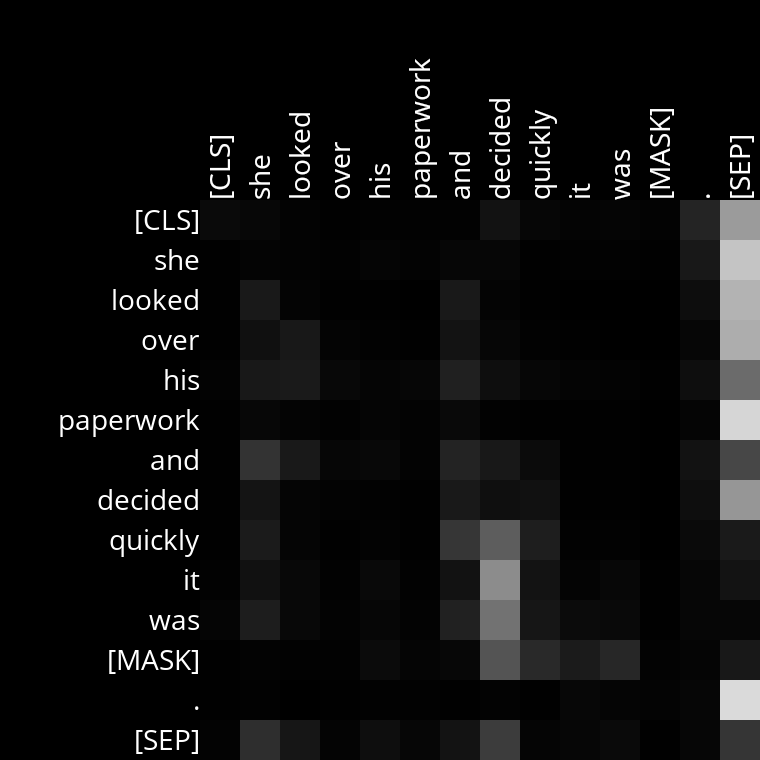 [CLS] she looked over his paperwork and decided quickly it was [MASK] . [SEP]
[CLS]
she
looked
over
his
paperwork
and
decided
quickly
it
was
[MASK]
.
[SEP]